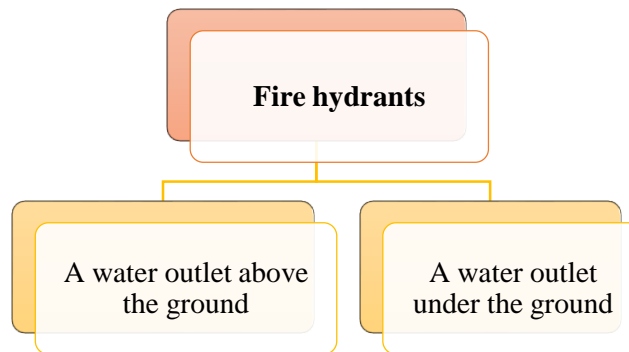 Fire hydrants
A water outlet above
the ground
A water outlet
under the ground